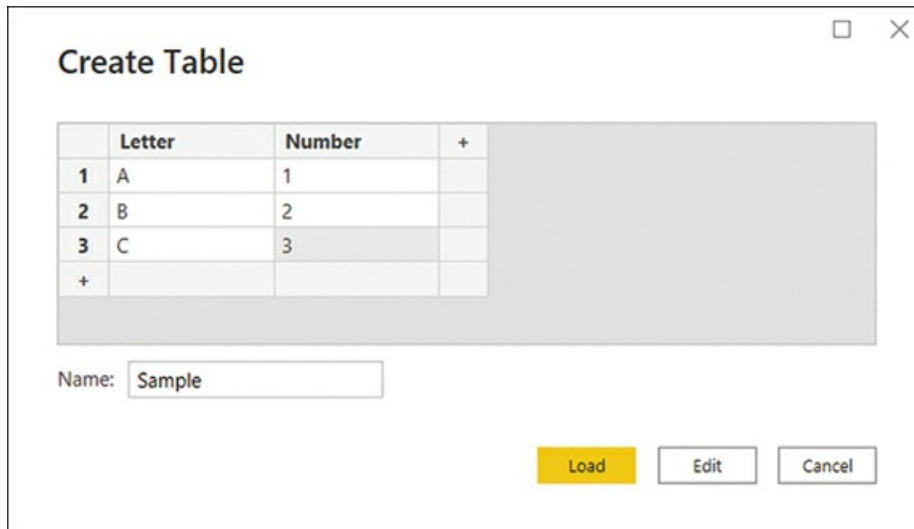 Create Table
Letter Number +
1 A 1
2 B 2
3 C 3
+
Name: Sample
Load Edit Cancel